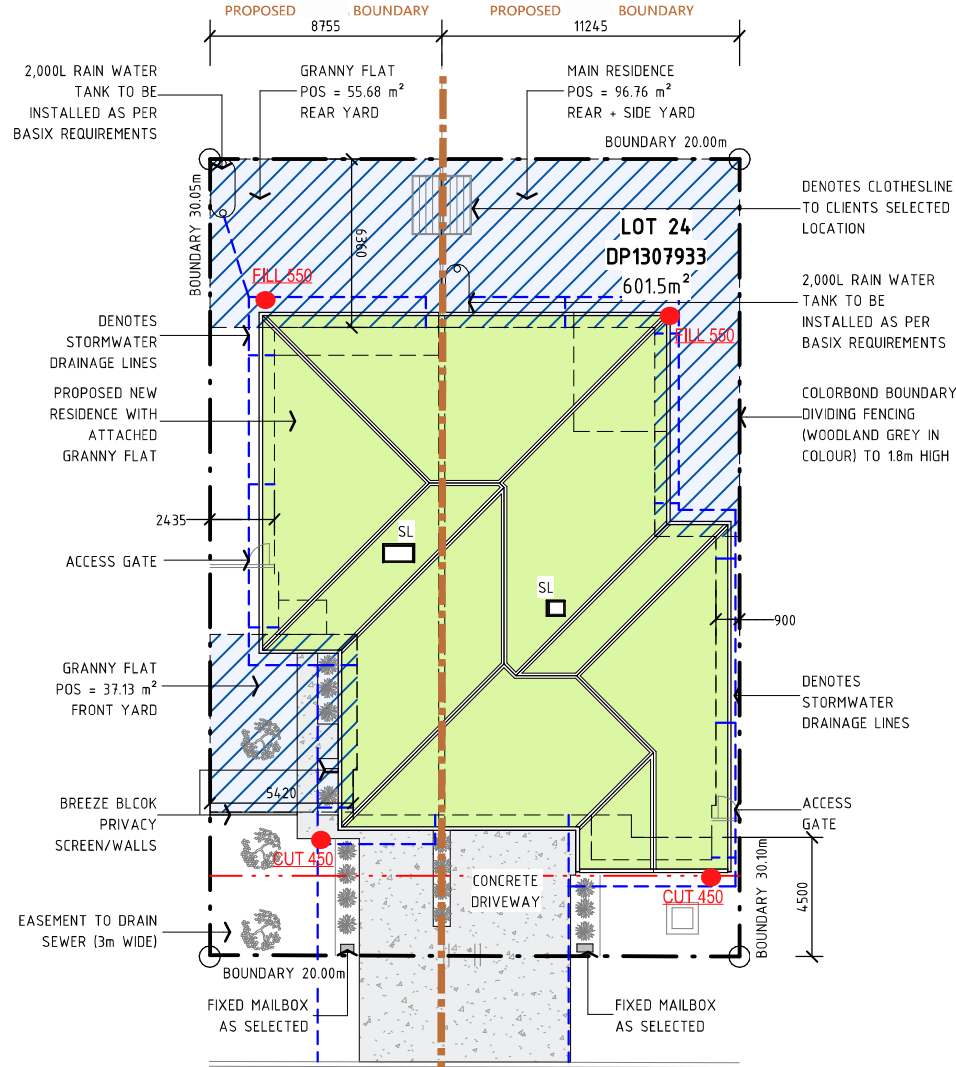 PROPOSED BOUNDARY PROPOSED BOUNDARY
8755 11245
2,000L RAIN WATER
TANK TO BE
INSTALLED AS PER
BASIX REQUIREMENTS
GRANNY FLAT
POS = 55.68 m²
REAR YARD
MAIN RESIDENCE
POS = 96.76 m²
REAR + SIDE YARD
BOUNDARY 20.00m
BOUNDARY 30.05m
6360
DENOTES CLOTHESLINE
TO CLIENTS SELECTED
LOCATION
LOT 24
DP1307933
601.5m²
FILL 550
2,000L RAIN WATER
TANK TO BE
INSTALLED AS PER
BASIX REQUIREMENTS
FILL 550
DENOTES
STORMWATER
DRAINAGE LINES
PROPOSED NEW
RESIDENCE WITH
ATTACHED
GRANNY FLAT
COLORBOND BOUNDARY
DIVIDING FENCING
(WOODLAND GREY IN
COLOUR) TO 1.8m HIGH
2435
SL
ACCESS GATE
SL
900
GRANNY FLAT
POS = 37.13 m²
FRONT YARD
DENOTES
STORMWATER
DRAINAGE LINES
5420
BREEZE BLCOK
PRIVACY
SCREEN/WALLS
ACCESS
GATE
CUT 450
CONCRETE
DRIVEWAY
CUT 450
BOUNDARY 30.10m
4500
EASEMENT TO DRAIN
SEWER (3m WIDE)
BOUNDARY 20.00m
FIXED MAILBOX
AS SELECTED
FIXED MAILBOX
AS SELECTED